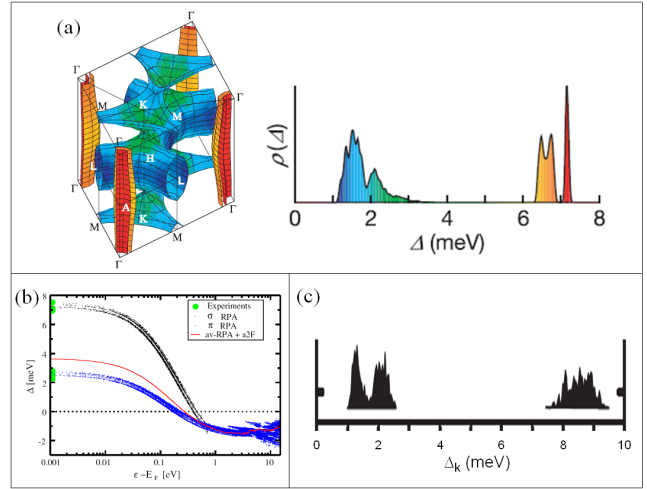 (a)
Γ
Γ
M
K
M
Γ
M
Γ
H
L
L
Γ
A
K
Γ
M
M
Γ
ρ(Δ)
0 2 4 6 8
Δ (meV)
(b)
Δ [meV]
8
6
4
2
0
-2
Experiments
σ RPA
π RPA
av-RPA + a2F
0.001 0.01 0.1 1 10
ε−E_F [eV]
(c)
0 2 4 6 8 10
Δk (meV)